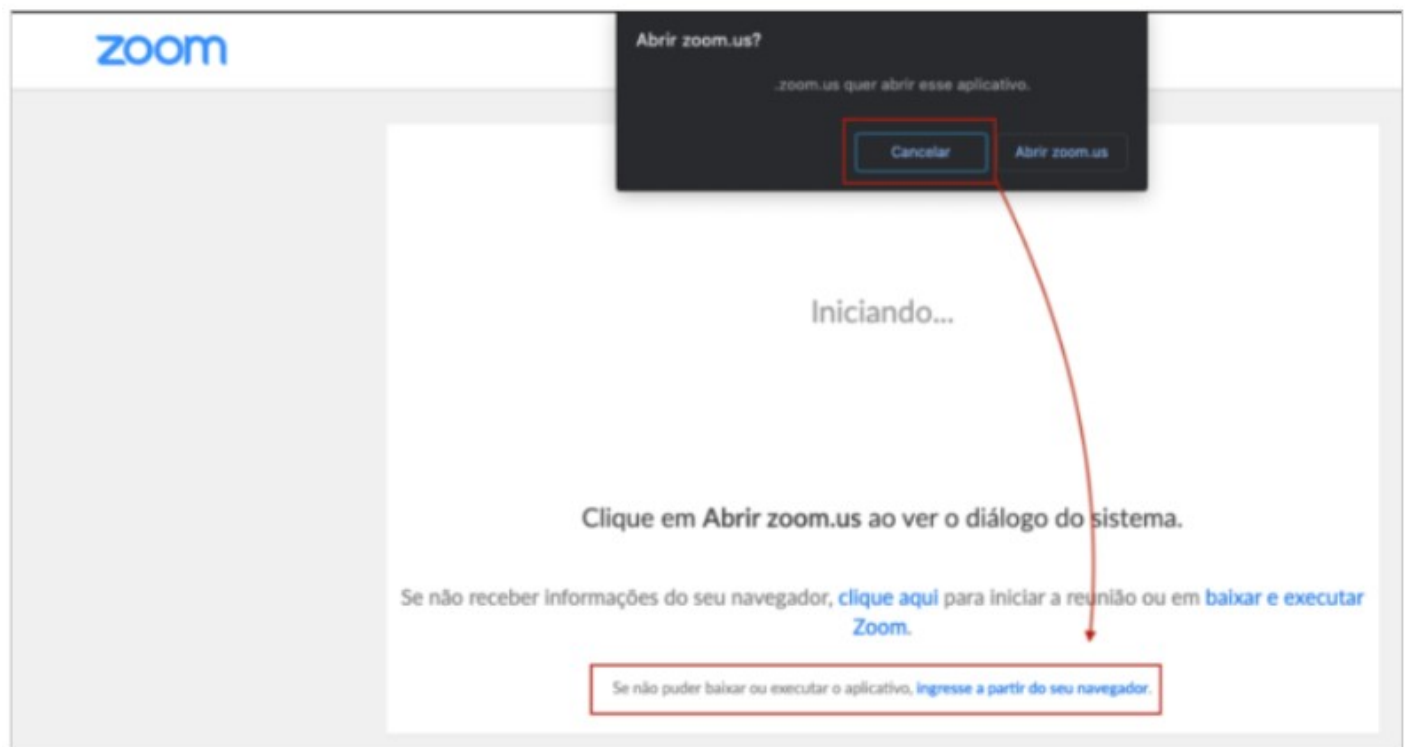 zoom
Abrir zoom.us?
.zoom.us quer abrir esse aplicativo.
Cancelar
Abrir zoom.us
Iniciando...
Clique em Abrir zoom.us ao ver o diálogo do sistema.
Se não receber informações do seu navegador, clique aqui para iniciar a reunião ou em baixar e executar
Zoom.
Se não puder baixar ou executar o aplicativo, ingresse a partir do seu navegador.